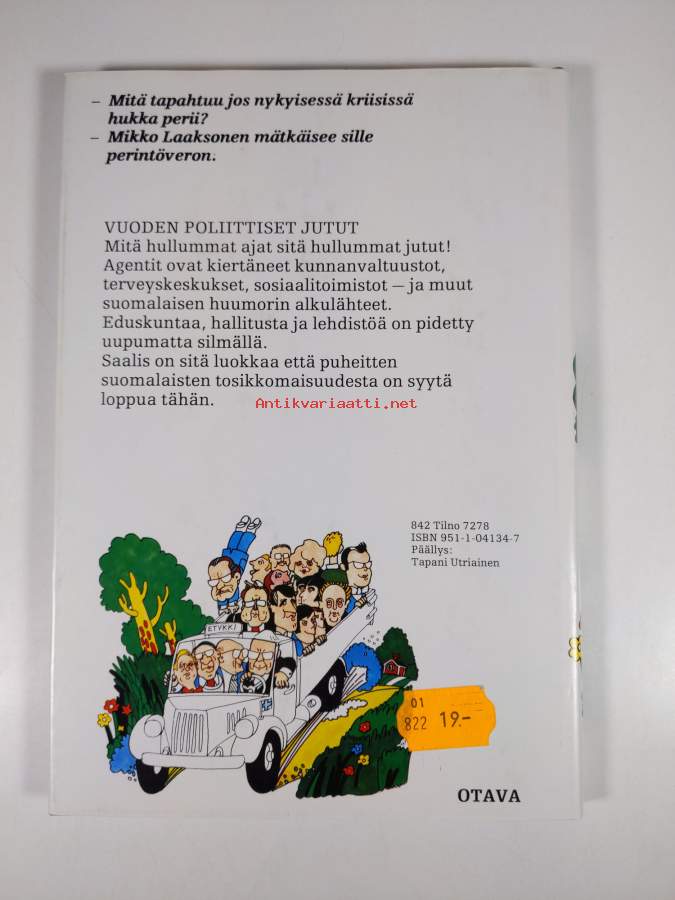 – Mitä tapahtuu jos nykyisessä kriisissä
hukka perii?
– Mikko Laaksonen mätkäisee sille
perintöveron.
VUODEN POLIITTISET JUTUT
Mitä hullummat ajat sitä hullummat jutut!
Agentit ovat kiertäneet kunnanvaltuustot,
terveyskeskukset, sosiaalitoimistot – ja muut
suomalaisen huumorin alkulähteet.
Eduskuntaa, hallitusta ja lehdistöä on pidetty
uupumatta silmällä.
Saalis on sitä luokkaa että puheitten
suomalaisten tosikkomaisuudesta on syytä
loppua tähän.
Antikvariaatti.net
842 Tilno 7278
ISBN 951-1-04134-7
Päällys:
Tapani Utriainen
ETYKKI
01
822 19.-
OTAVA